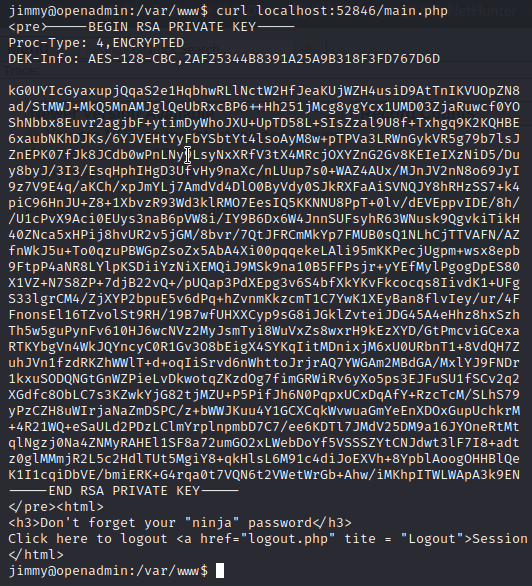 jimmy@openadmin:/var/www$ curl localhost:52846/main.php
<pre>-----BEGIN RSA PRIVATE KEY-----
Proc-Type: 4,ENCRYPTED
DEK-Info: AES-128-CBC,2AF25344B8391A25A9B318F3FD767D6D

kG0UYIcGyaxupjQqaS2e1HqbhwRLlNctW2HfJeaKUjWZH4usiD9AtTnIKVUOpZN8
ad/StMWJ+MkQ5MnAMJglQeUbRxcBP6++Hh251jMcg8ygYcx1UMD03ZjaRuwcf0YO
ShNbbx8Euvr2agjbF+ytimDyWhoJXU+UpTD58L+SIsZzal9U8f+Txhgq9K2KQHBE
6xaubNKhDJKs/6YJVEHtYyFbYSbtYt4lsoAyM8w+pTPVa3LRWnGykVR5g79b7lsJ
ZnEPK07fJk8JCdb0wPnLNy9LsyNxXRfV3tX4MRcjOXYZnG2Gv8KEIeIXzNiD5/Du
y8byJ/3I3/EsqHphIHgD3UfvHy9naXc/nLUup7s0+WAZ4AUx/MJnJV2nN8o69JyI
9z7V9E4q/aKCh/xpJmYLj7AmdVd4DlO0ByVdy0SJkRXFAaiSVNQJY8hRHzSS7+k4
piC96HnJU+Z8+1XbvzR93Wd3klRMO7EesIQ5KKNNU8PpT+0lv/dEVEppvIDE/8h/
/U1cPvX9Aci0EUys3naB6pVW8i/IY9B6Dx6W4JnnSUFsyhR63WNusk9QgvkiTikH
40ZNca5xHPij8hvUR2v5jGM/8bvr/7QtJFRCmMkYp7FMUB0sQ1NLhCjTTVAFN/AZ
fnWkJ5u+To0qzuPBWGpZsoZx5AbA4Xi00pqqekeLAli95mKKPecjUgpm+wsx8epb
9FtpP4aNR8LYlpKSDiiYzNiXEMQiJ9MSk9na10B5FFPsjr+yYEfMylPgogDpES80
X1VZ+N7S8ZP+7djB22vQ+/pUQap3PdXEpg3v6S4bfXkYKvFkcocqs8IivdK1+UFg
S33lgrCM4/ZjXYP2bpuE5v6dPq+hZvnmKkzcmT1C7YwK1XEyBan8flvIey/ur/4F
FnonsEl16TZvolSt9RH/19B7wfUHXXCyp9sG8iJGklZvteiJDG45A4eHhz8hxSzh
Th5w5guPynFv610HJ6wcNVz2MyJsmTyi8WuVxZs8wxrH9kEzXYD/GtPmcviGCexa
RTKYbgVn4WkJQYncyC0R1Gv3O8bEigX4SYKqIitMDnixjM6xU0URbnT1+8VdQH7Z
uhJVn1fzdRKZhWWlT+d+oqIiSrvd6nWhttoJrjrAQ7YWGAm2MBdGA/MxlYJ9FNDr
1kxuSODQNGtGnWZPieLvDkwotqZKzdOg7fimGRWiRv6yXo5ps3EJFuSU1fSCv2q2
XGdfc8ObLC7s3KZwkYjG82tjMZU+P5PifJh6N0PqpxUCxDqAfY+RzcTcM/SLhS79
yPzCZH8uWIrjaNaZmDSPC/z+bWWJKuu4Y1GCXCqkWvwuaGmYeEnXDOxGupUchkrM
+4R21WQ+eSaULd2PDzLClmYrplnpmbD7C7/ee6KDTl7JMdV25DM9a16JYOneRtMt
qlNgzj0Na4ZNMyRAHEl1SF8a72umGO2xLWebDoYf5VSSSZYtCNJdwt3lF7I8+adt
z0glMMmjR2L5c2HdlTUt5MgiY8+qkHlsL6M91c4diJoEXVh+8YpblAoogOHHBlQe
K1I1cqiDbVE/bmiERK+G4rqa0t7VQN6t2VWetWrGb+Ahw/iMKhpITWLWApA3k9EN
-----END RSA PRIVATE KEY-----
</pre><html>
<h3>Don't forget your "ninja" password</h3>
Click here to logout <a href="logout.php" tite = "Logout">Session
</html>
jimmy@openadmin:/var/www$